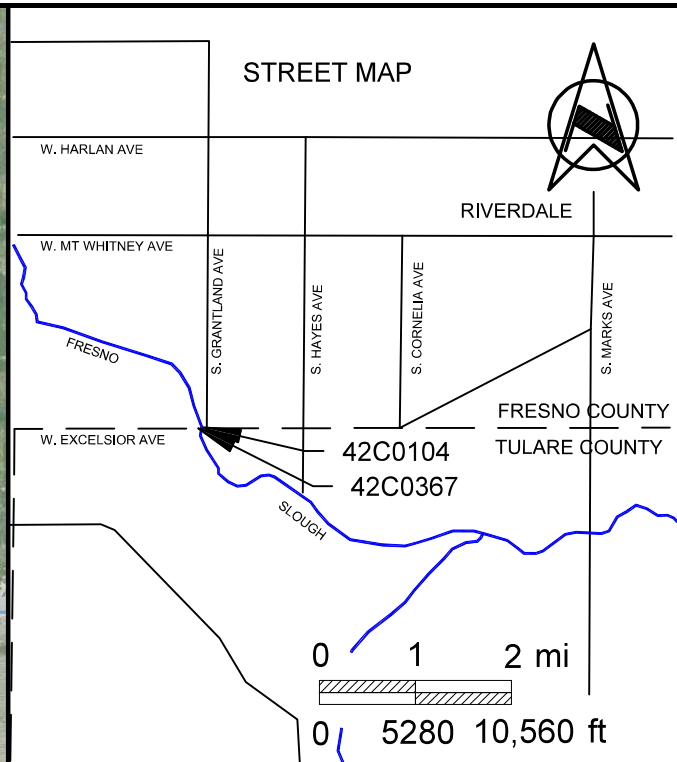 STREET MAP
W. HARLAN AVE
RIVERDALE
W. MT WHITNEY AVE
S. GRANTLAND AVE
S. HAYES AVE
S. CORNELIA AVE
S. MARKS AVE
FRESNO
FRESNO COUNTY
W. EXCELSIOR AVE
TULARE COUNTY
42C0104
42C0367
SLOUGH
0 1 2 mi
0 5280 10,560 ft